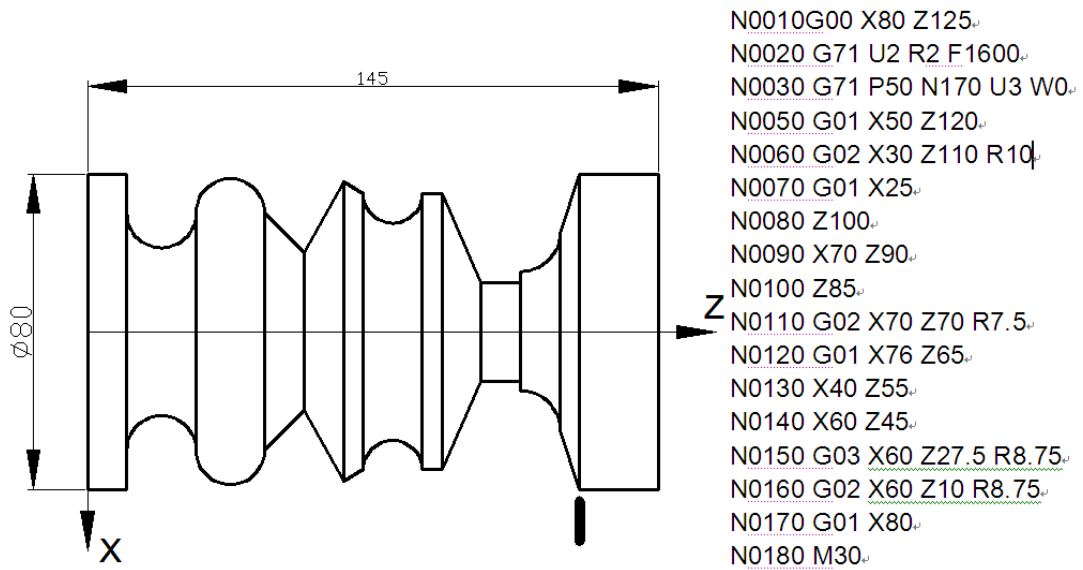 145
Ø80
Z
X
N0010G00 X80 Z125
N0020 G71 U2 R2 F1600
N0030 G71 P50 N170 U3 W0
N0050 G01 X50 Z120
N0060 G02 X30 Z110 R10
N0070 G01 X25
N0080 Z100
N0090 X70 Z90
N0100 Z85
N0110 G02 X70 Z70 R7.5
N0120 G01 X76 Z65
N0130 X40 Z55
N0140 X60 Z45
N0150 G03 X60 Z27.5 R8.75
N0160 G02 X60 Z10 R8.75
N0170 G01 X80
N0180 M30